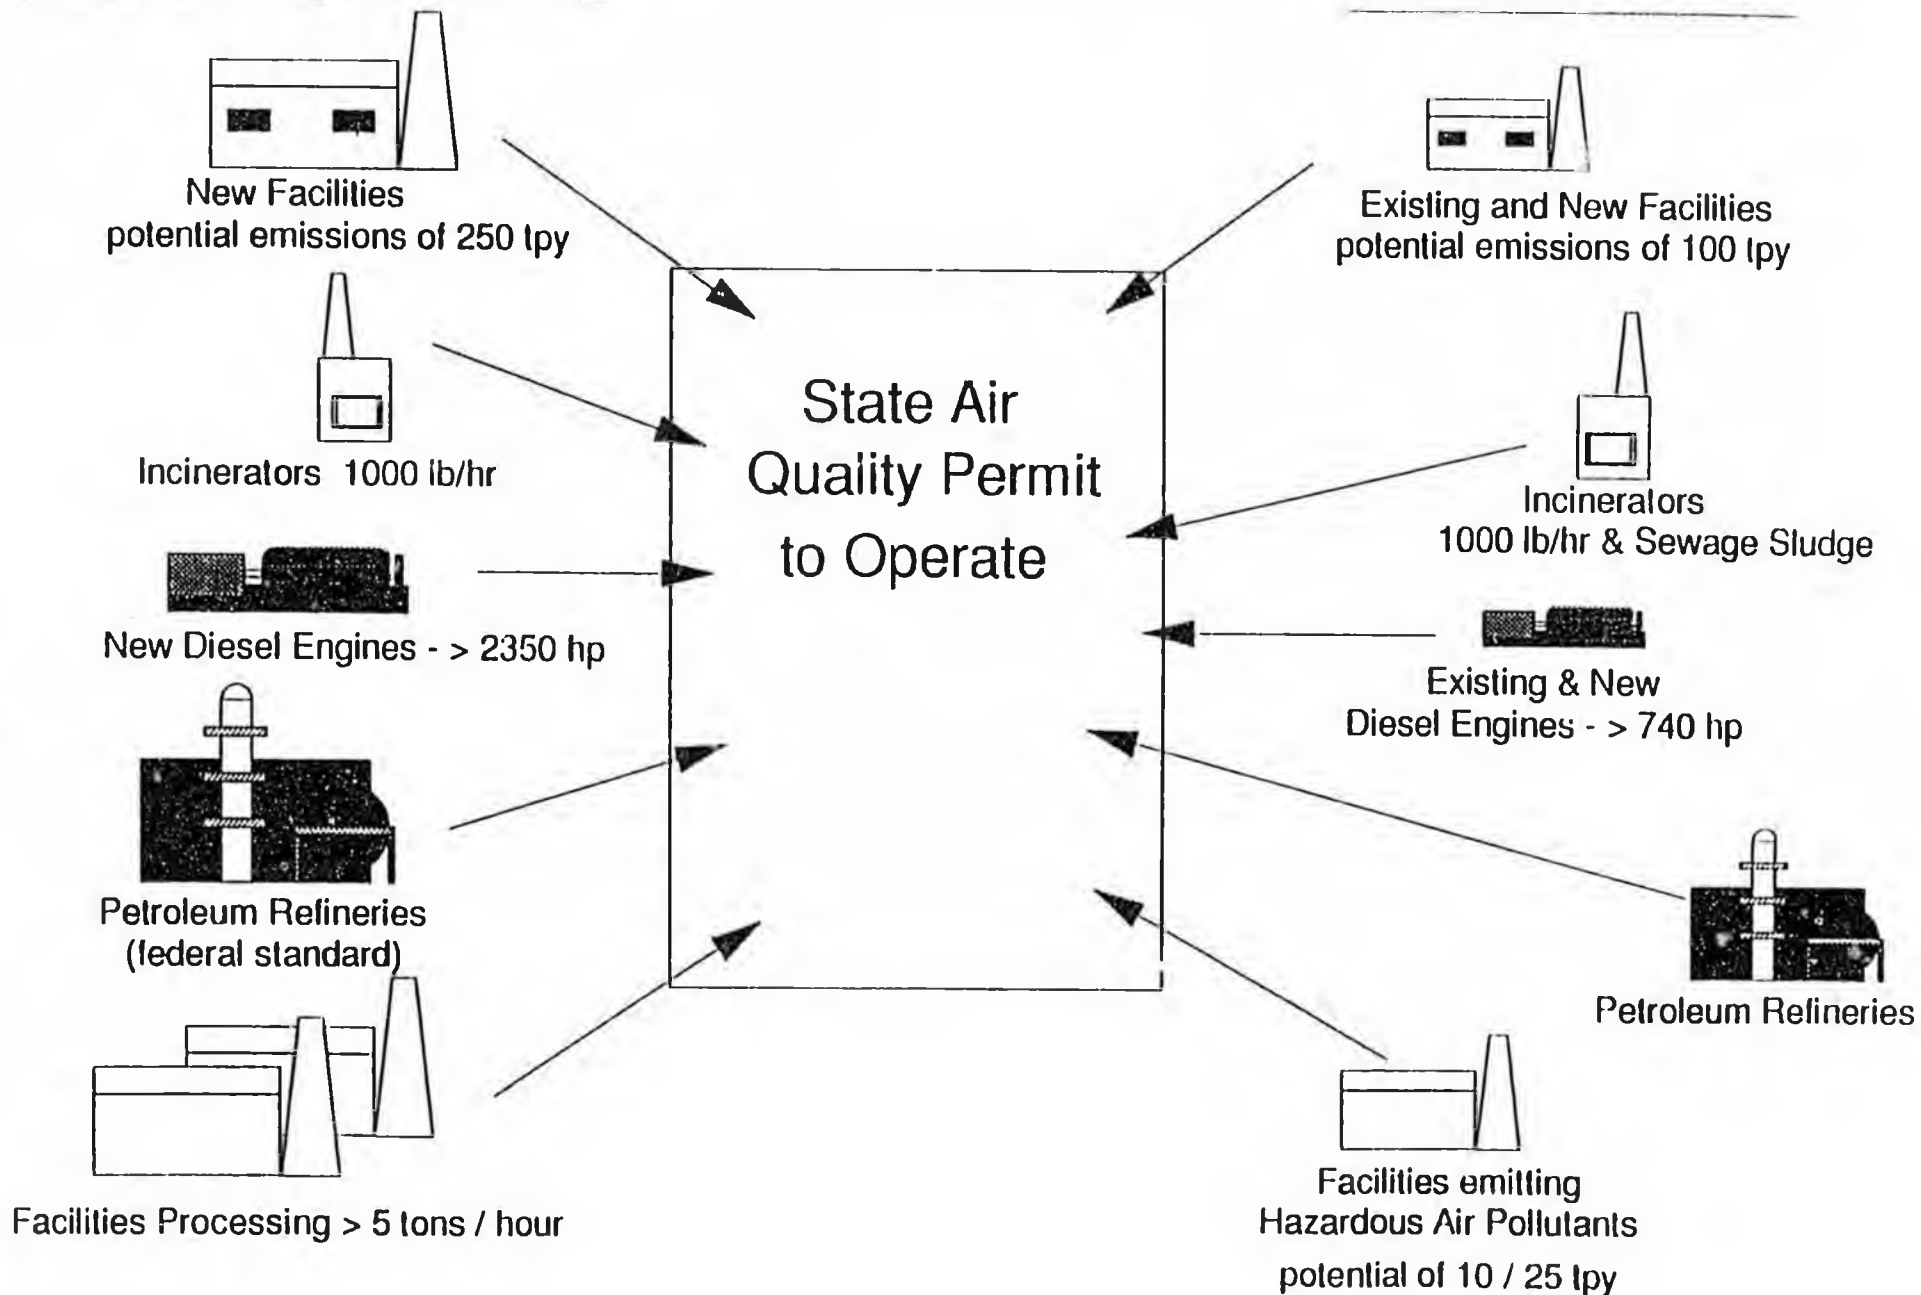 New Facilities
potential emissions of 250 tpy
Incinerators 1000 lb/hr
New Diesel Engines - > 2350 hp
Petroleum Refineries
(federal standard)
Facilities Processing > 5 tons / hour
State Air
Quality Permit
to Operate
Existing and New Facilities
potential emissions of 100 tpy
Incinerators
1000 lb/hr & Sewage Sludge
Existing & New
Diesel Engines - > 740 hp
Petroleum Refineries
Facilities emitting
Hazardous Air Pollutants
potential of 10 / 25 tpy